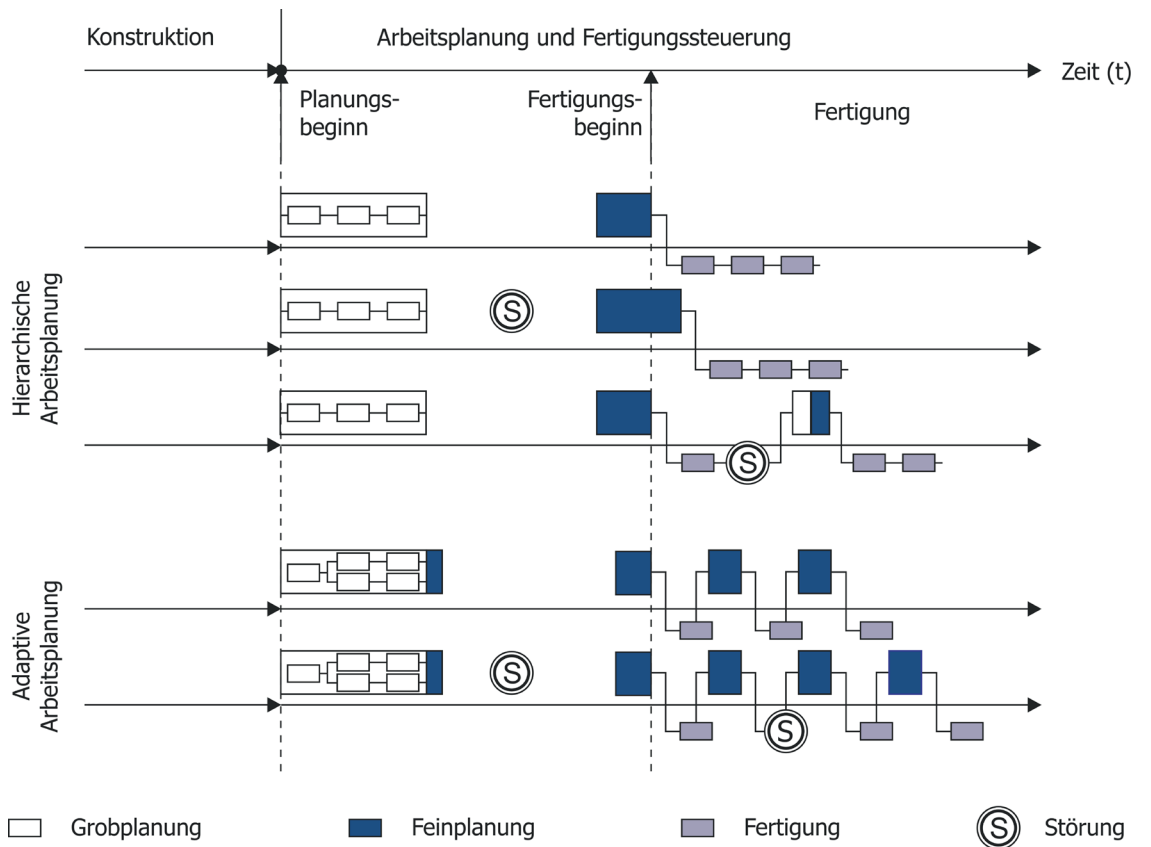 Konstruktion
Arbeitsplanung und Fertigungssteuerung
Zeit (t)
Planungs-
beginn
Fertigungs-
beginn
Fertigung
Hierarchische
Arbeitsplanung
S
S
Adaptive
Arbeitsplanung
S
S
Grobplanung
Feinplanung
Fertigung
S
Störung